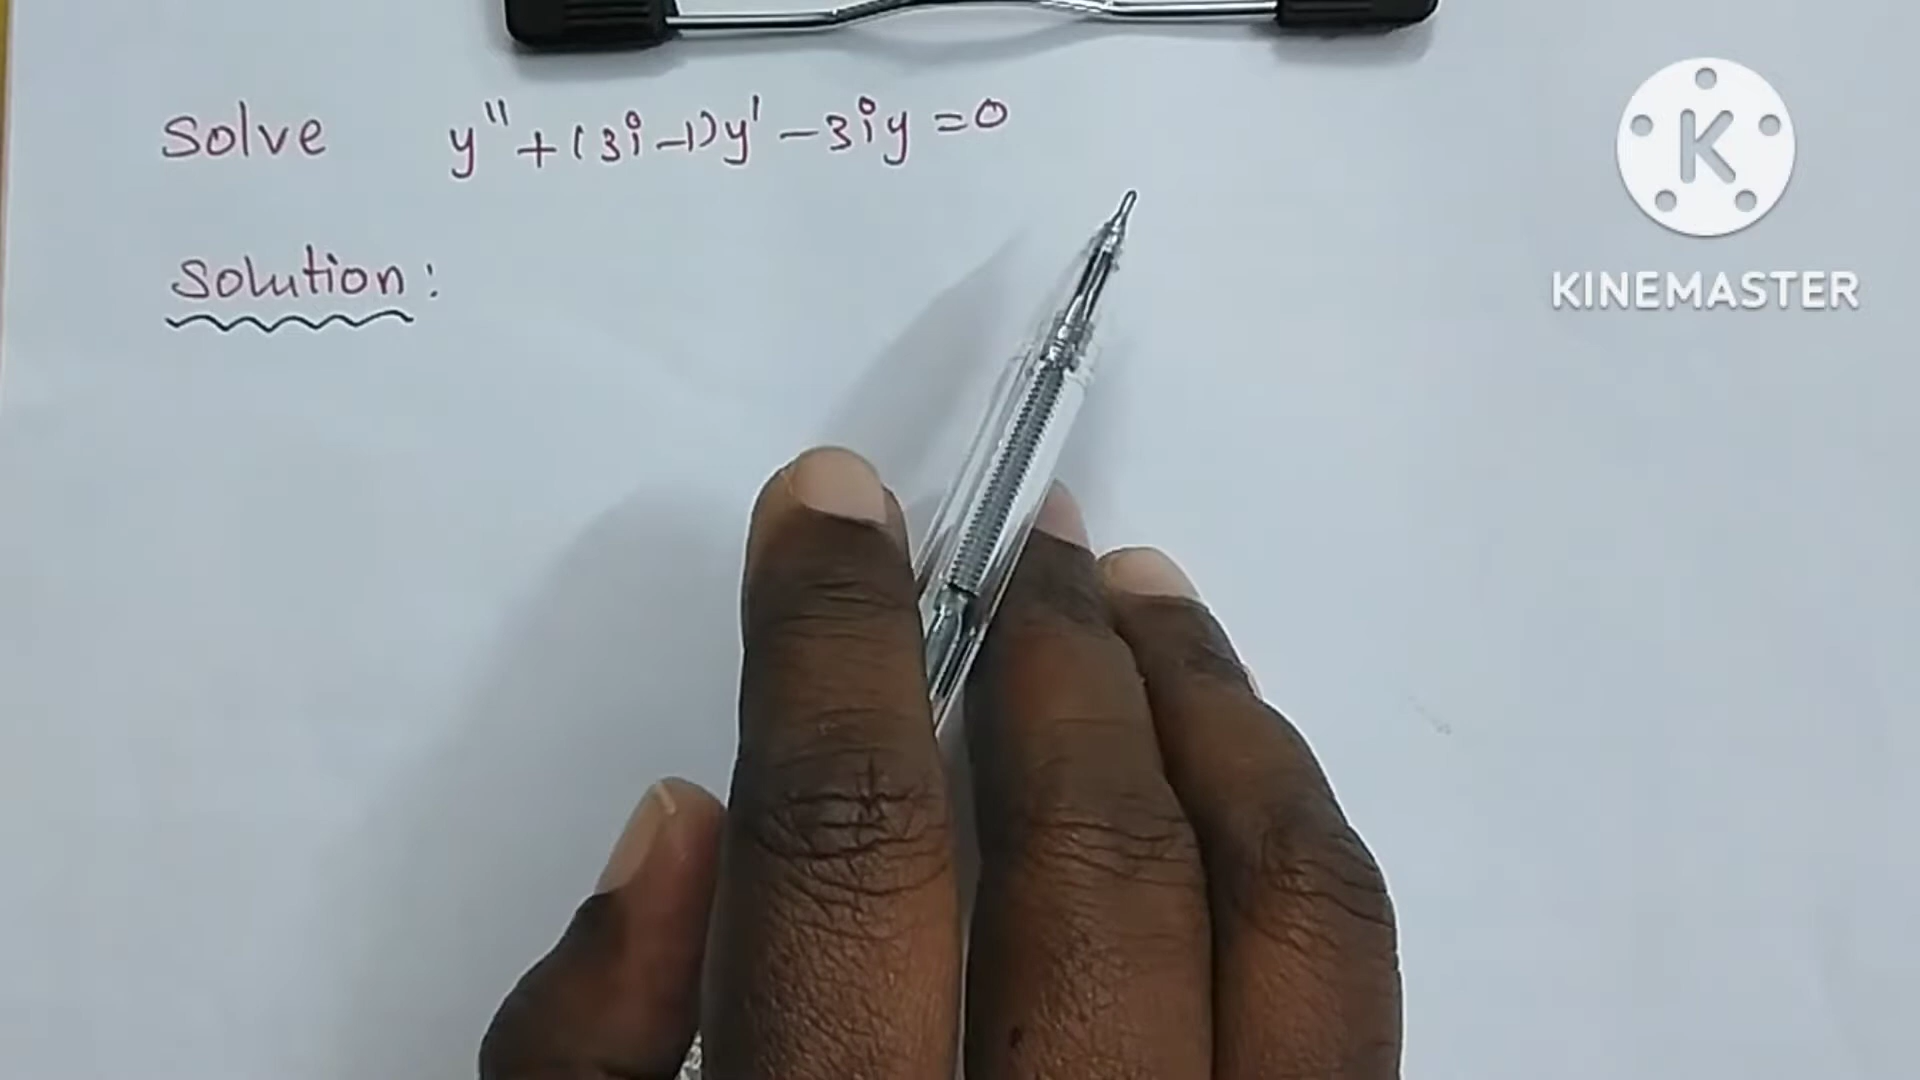 Solve y'' + (3i-1)y' - 3iy = 0
Solution:
K
KINEMASTER